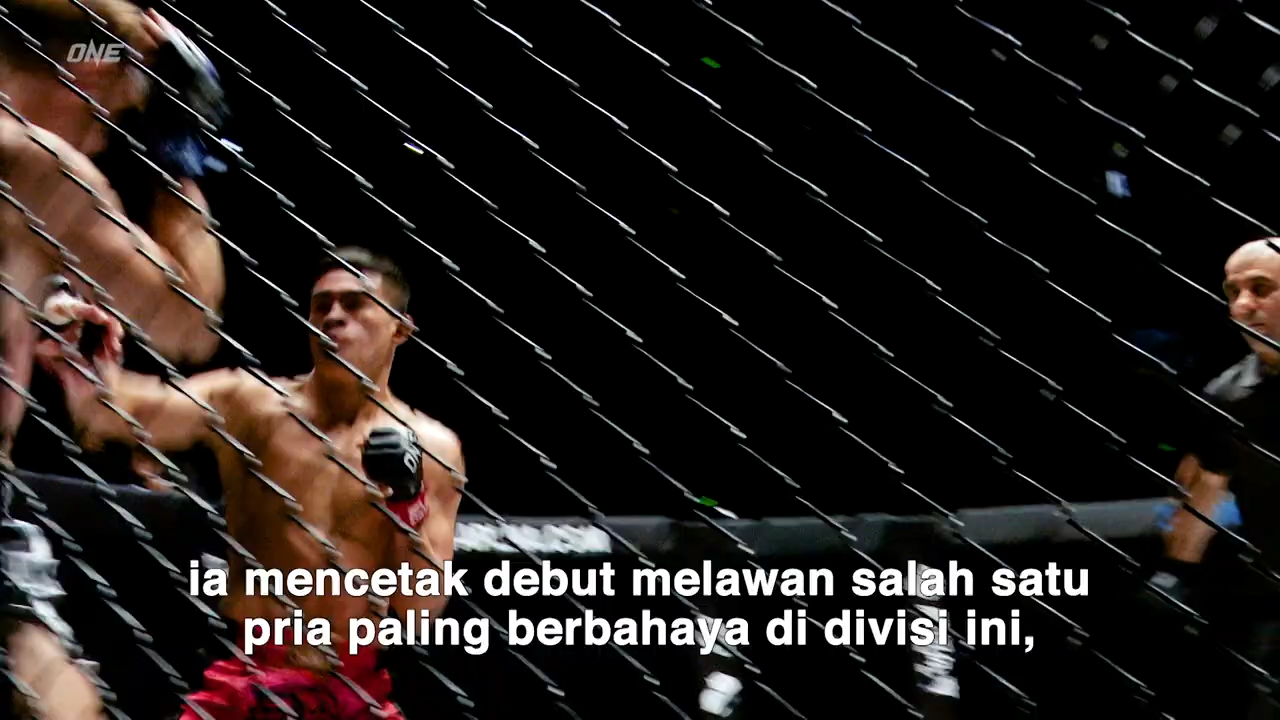 ONE
ia mencetak debut melawan salah satu
pria paling berbahaya di divisi ini,